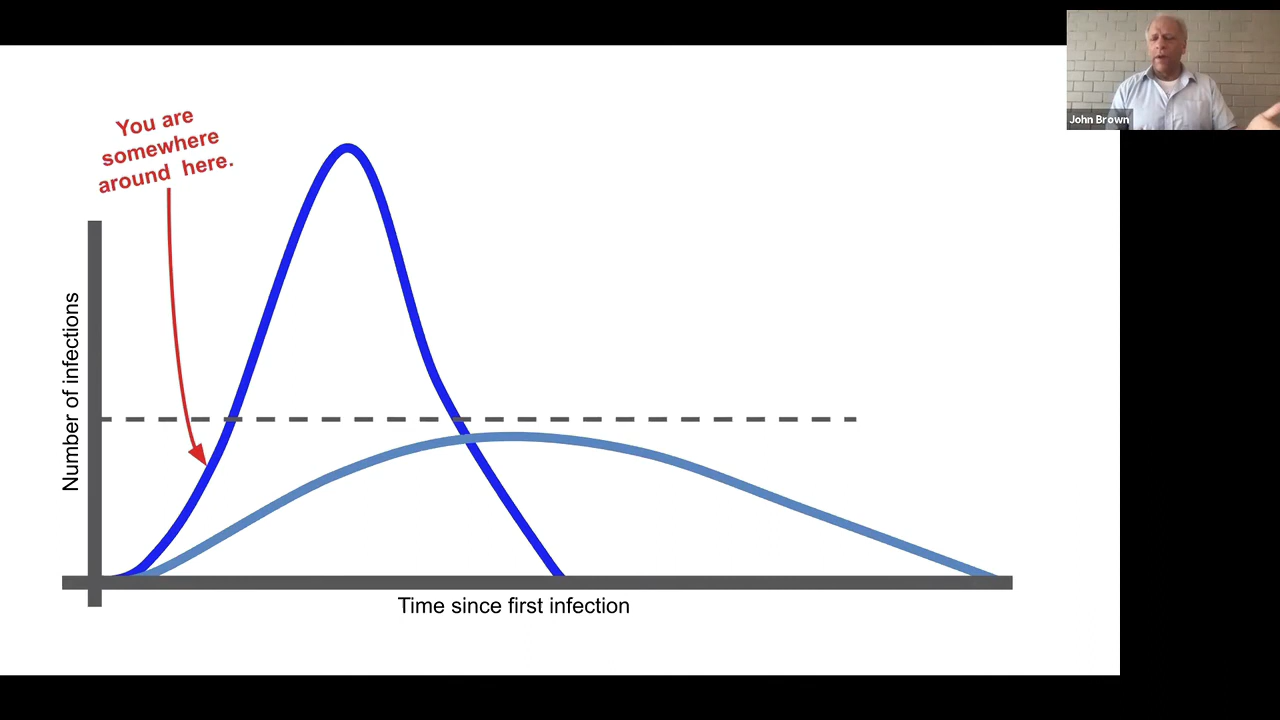 You are
somewhere
around here.
Number of infections
Time since first infection
John Brown